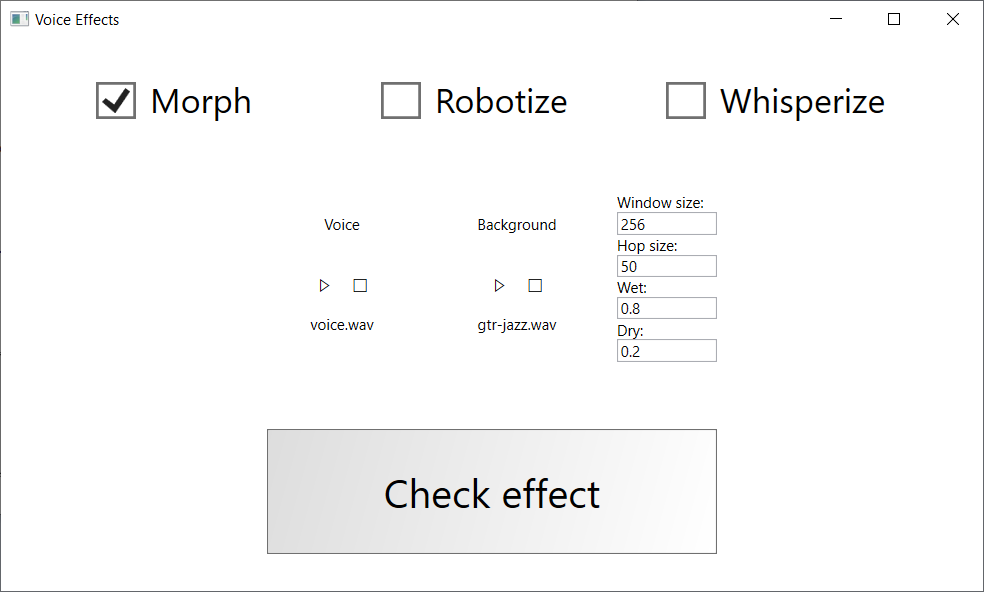 Voice Effects
Morph
Robotize
Whisperize
Voice
Background
voice.wav
gtr-jazz.wav
Window size:
256
Hop size:
50
Wet:
0.8
Dry:
0.2
Check effect